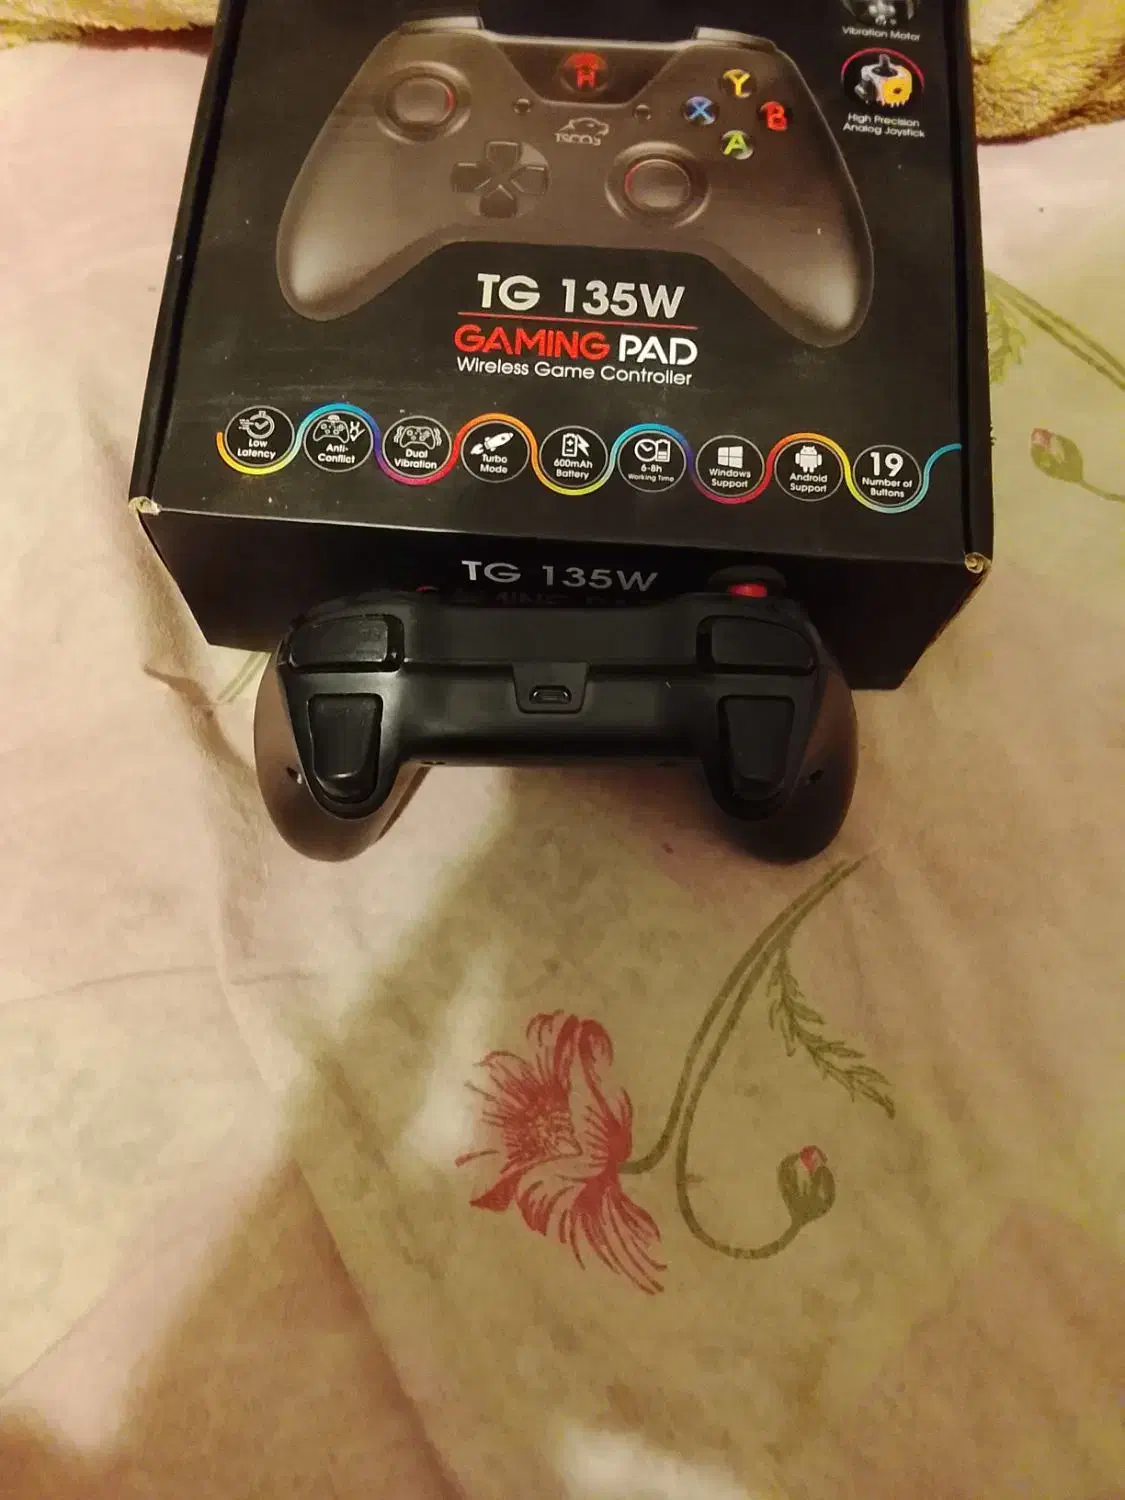 Vibration Motor
H
Y
X
B
A
TSCO
High Precision
Analog Joystick
TG 135W
GAMING PAD
Wireless Game Controller
Low
Latency
Anti-
Conflict
Dual
Vibration
Turbo
Mode
600mAh
Battery
6-8h
Working Time
Windows
Support
Android
Support
19
Number of
Buttons
TG 135W